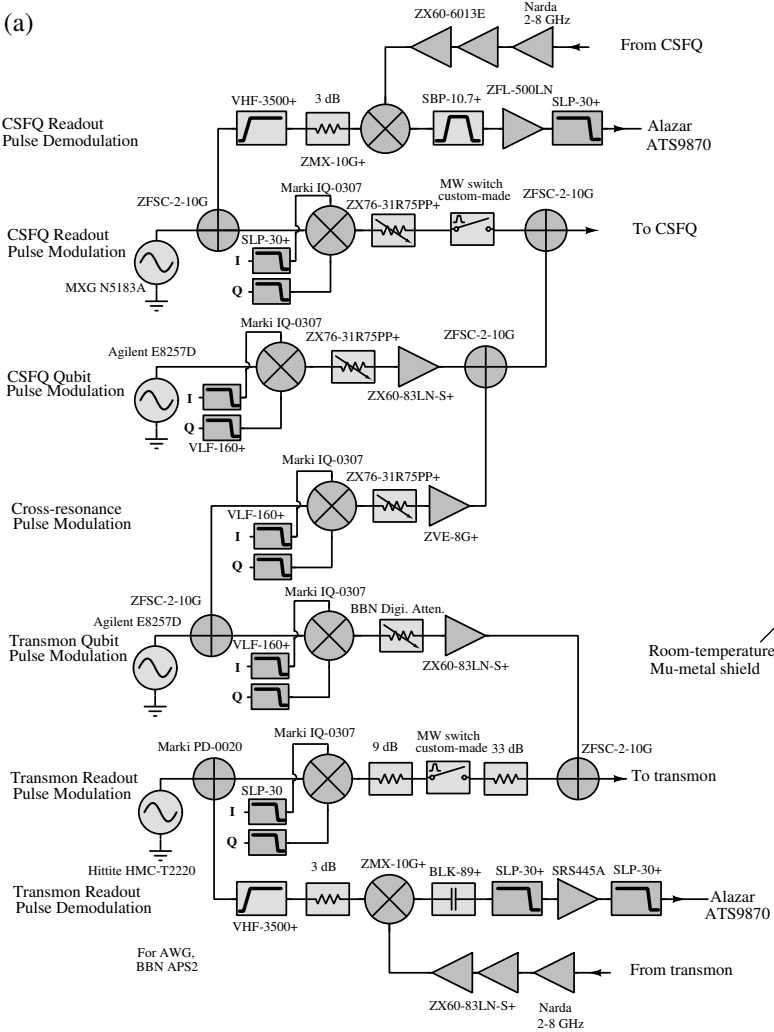 (a)
ZX60-6013E
Narda
2-8 GHz
From CSFQ
VHF-3500+
3 dB
SBP-10.7+
ZFL-500LN
SLP-30+
CSFQ Readout
Pulse Demodulation
Alazar
ATS9870
ZMX-10G+
Marki IQ-0307
ZFSC-2-10G
ZX76-31R75PP+
MW switch
custom-made
ZFSC-2-10G
CSFQ Readout
Pulse Modulation
SLP-30+
I
Q
To CSFQ
MXG N5183A
Marki IQ-0307
Agilent E8257D
ZX76-31R75PP+
ZFSC-2-10G
CSFQ Qubit
Pulse Modulation
I
Q
ZX60-83LN-S+
VLF-160+
Marki IQ-0307
ZX76-31R75PP+
Cross-resonance
Pulse Modulation
VLF-160+
I
Q
ZVE-8G+
ZFSC-2-10G
Marki IQ-0307
Agilent E8257D
BBN Digi. Atten.
Transmon Qubit
Pulse Modulation
VLF-160+
I
Q
ZX60-83LN-S+
Room-temperature
Mu-metal shield
Marki PD-0020
Marki IQ-0307
9 dB
MW switch
custom-made
33 dB
ZFSC-2-10G
Transmon Readout
Pulse Modulation
SLP-30
I
Q
To transmon
Hittite HMC-T2220
3 dB
ZMX-10G+
BLK-89+
SLP-30+
SRS445A
SLP-30+
Transmon Readout
Pulse Demodulation
Alazar
ATS9870
VHF-3500+
For AWG,
BBN APS2
From transmon
ZX60-83LN-S+
Narda
2-8 GHz